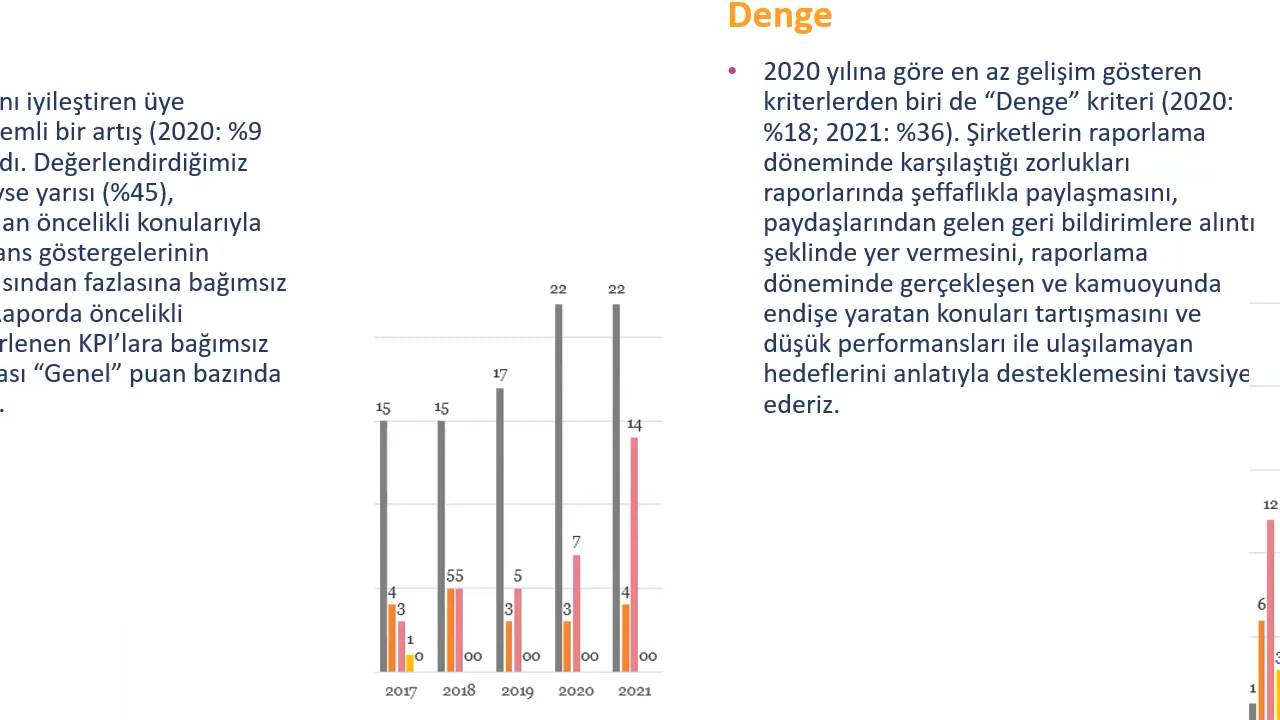 nı iyileştiren üye
emli bir artış (2020: %9
dı. Değerlendirdiğimiz
yse yarısı (%45),
an öncelikli konularıyla
ans göstergelerinin
sından fazlasına bağımsız
aporda öncelikli
rlenen KPI’lara bağımsız
ası “Genel” puan bazında
.
22 22
17
15 15
14
7
55 5
4 3 3 3 4
1
0 00 00 00 00
2017 2018 2019 2020 2021
Denge
• 2020 yılına göre en az gelişim gösteren
kriterlerden biri de “Denge” kriteri (2020:
%18; 2021: %36). Şirketlerin raporlama
döneminde karşılaştığı zorlukları
raporlarında şeffaflıkla paylaşmasını,
paydaşlarından gelen geri bildirimlere alıntı
şeklinde yer vermesini, raporlama
döneminde gerçekleşen ve kamuoyunda
endişe yaratan konuları tartışmasını ve
düşük performansları ile ulaşılamayan
hedeflerini anlatıyla desteklemesini tavsiye
ederiz.
12
6
3
1